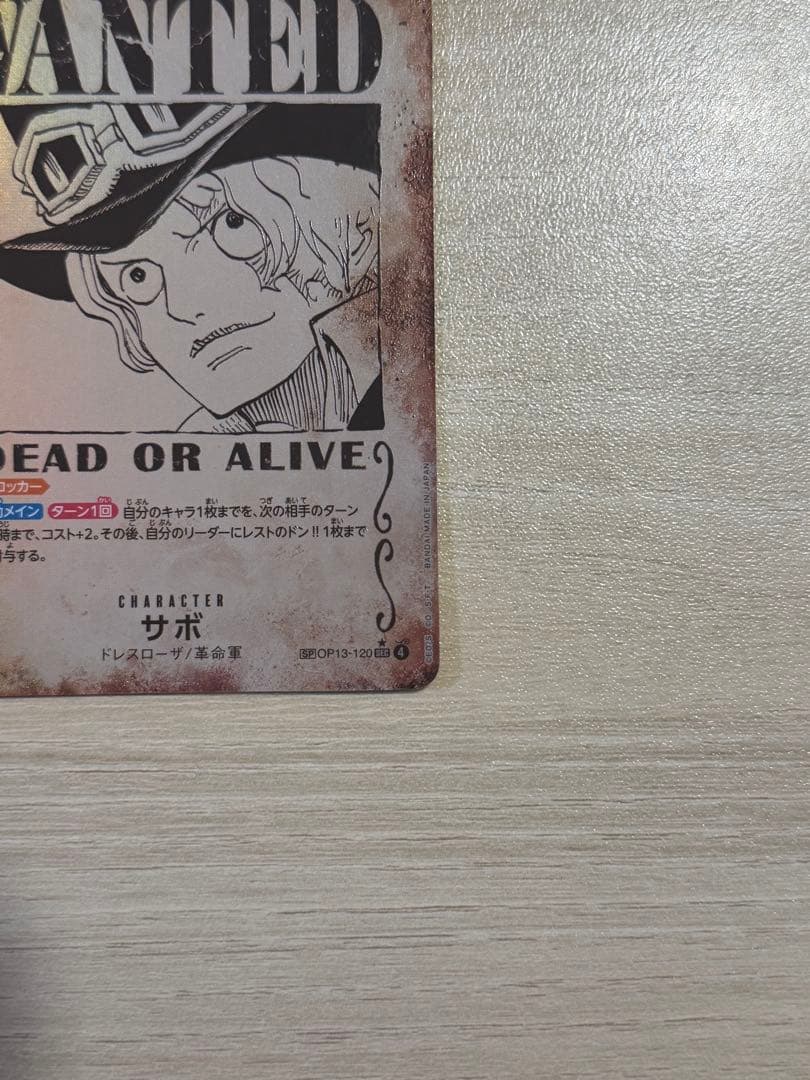 WANTED
DEAD OR ALIVE
ロッカー
メイン ターン1回 自分のキャラ1枚までを、次の相手のターン
時まで、コスト+2。その後、自分のリーダーにレストのドン!!1枚まで
付与する。
CHARACTER
サボ
ドレスローザ/革命軍
SP OP13-120 SEC 4
BANDAI MADE IN JAPAN